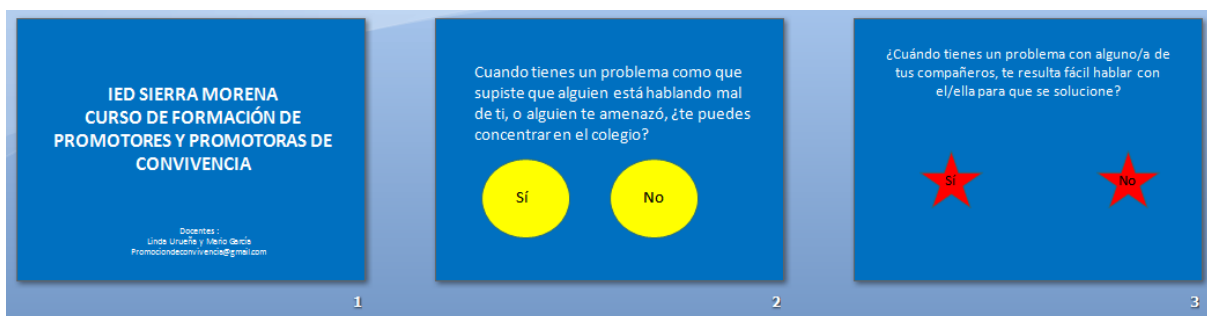 IED SIERRA MORENA
CURSO DE FORMACIÓN DE
PROMOTORES Y PROMOTORAS DE
CONVIVENCIA
Docentes :
Linda Urueña y Mario García
Promociondeconvivencia@gmail.com
1
Cuando tienes un problema como que
supiste que alguien está hablando mal
de ti, o alguien te amenazó, ¿te puedes
concentrar en el colegio?
Sí
No
2
¿Cuándo tienes un problema con alguno/a de
tus compañeros, te resulta fácil hablar con
el/ella para que se solucione?
Sí
No
3